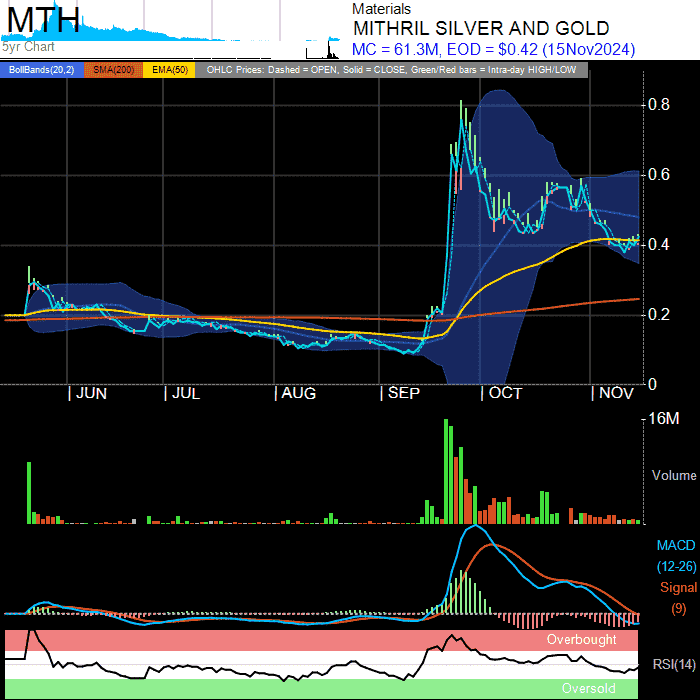 MTH
5yr Chart
Materials
MITHRIL SILVER AND GOLD
MC = 61.3M, EOD = $0.42 (15Nov2024)
BollBands(20,2) SMA(200) EMA(50) OHLC Prices: Dashed = OPEN, Solid = CLOSE, Green/Red bars = Intra-day HIGH/LOW
0.8
0.6
0.4
0.2
0
| JUN | JUL | AUG | SEP | OCT | NOV
16M
Volume
MACD
(12-26)
Signal
(9)
Overbought
RSI(14)
Oversold